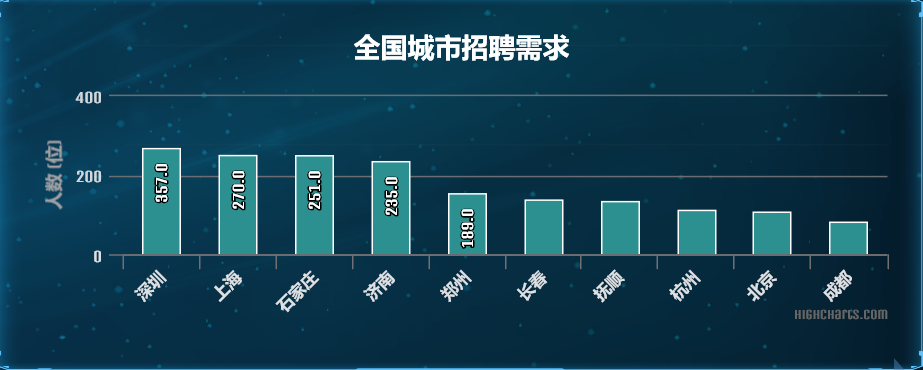 全国城市招聘需求
人数 (位)
400
200
0
357.0
270.0
251.0
235.0
189.0
深圳
上海
石家庄
济南
郑州
长春
抚顺
杭州
北京
成都
Highcharts.com